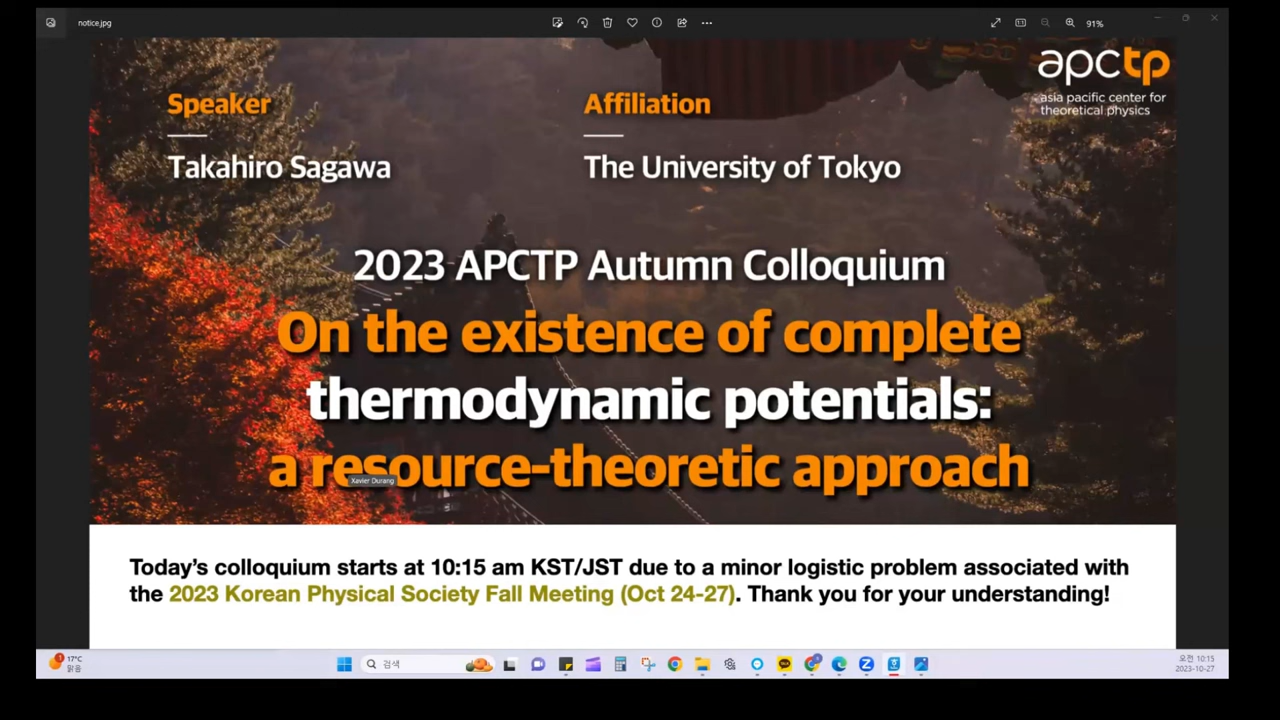 notice.jpg
91%
apctp
asia pacific center for
theoretical physics
Speaker
Affiliation
Takahiro Sagawa
The University of Tokyo
2023 APCTP Autumn Colloquium
On the existence of complete
thermodynamic potentials:
a resource-theoretic approach
Xavier Durang
Today's colloquium starts at 10:15 am KST/JST due to a minor logistic problem associated with
the 2023 Korean Physical Society Fall Meeting (Oct 24-27). Thank you for your understanding!
17°C
맑음
검색
오전 10:15
2023-10-27